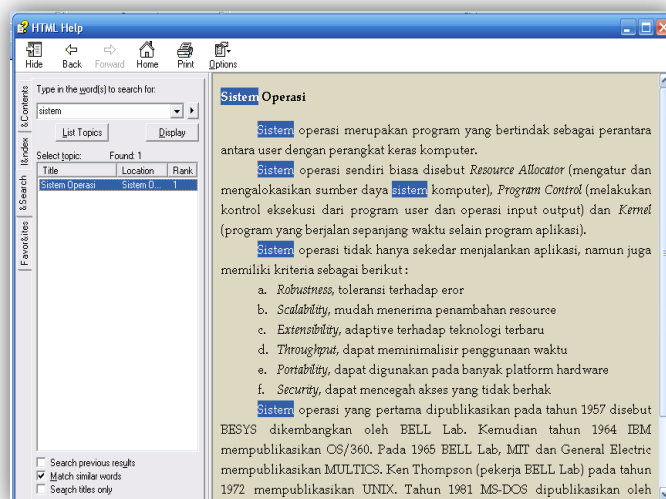 HTML Help
Hide Back Forward Home Print Options
&Contents
I&ndex
&Search
Favor&ites
Type in the word(s) to search for:
sistem
List Topics Display
Select topic: Found: 1
Title Location Rank
Sistem Operasi Sistem O... 1
Search previous results
Match similar words
Search titles only
Sistem Operasi
Sistem operasi merupakan program yang bertindak sebagai perantara
antara user dengan perangkat keras komputer.
Sistem operasi sendiri biasa disebut Resource Allocator (mengatur dan
mengalokasikan sumber daya sistem komputer), Program Control (melakukan
kontrol eksekusi dari program user dan operasi input output) dan Kernel
(program yang berjalan sepanjang waktu selain program aplikasi).
Sistem operasi tidak hanya sekedar menjalankan aplikasi, namun juga
memiliki kriteria sebagai berikut :
a. Robustness, toleransi terhadap eror
b. Scalability, mudah menerima penambahan resource
c. Extensibility, adaptive terhadap teknologi terbaru
d. Throughput, dapat meminimalisir penggunaan waktu
e. Portability, dapat digunakan pada banyak platform hardware
f. Security, dapat mencegah akses yang tidak berhak
Sistem operasi yang pertama dipublikasikan pada tahun 1957 disebut
BESYS dikembangkan oleh BELL Lab. Kemudian tahun 1964 IBM
mempublikasikan OS/360. Pada 1965 BELL Lab, MIT dan General Electric
mempublikasikan MULTICS. Ken Thompson (pekerja BELL Lab) pada tahun
1972 mempublikasikan UNIX. Tahun 1981 MS-DOS dipublikasikan oleh